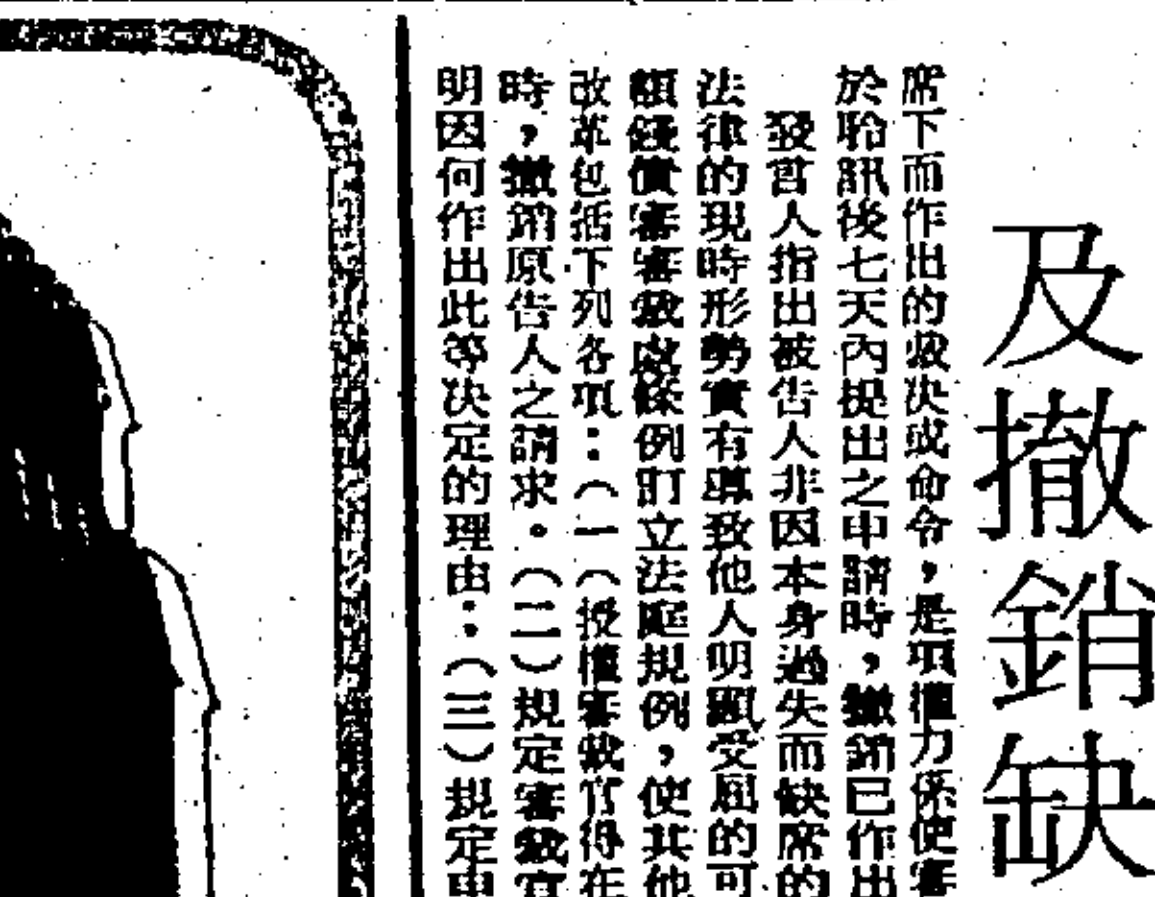 及撤銷缺
席下而作出的裁決或命令，是項權力係使審
於聆訊後七天內提出之申請時，撤銷已作出
發言人指出被告人非因本身過失而缺席的
法律的現時形勢實有導致他人明顯受屈的可
額錢債審審裁處條例訂立法庭規例，使其他
改革包括下列各項：（一（授權審裁官得在
時，撤銷原告人之請求。（二）規定審裁官
明因何作出此等決定的理由：（三）規定申